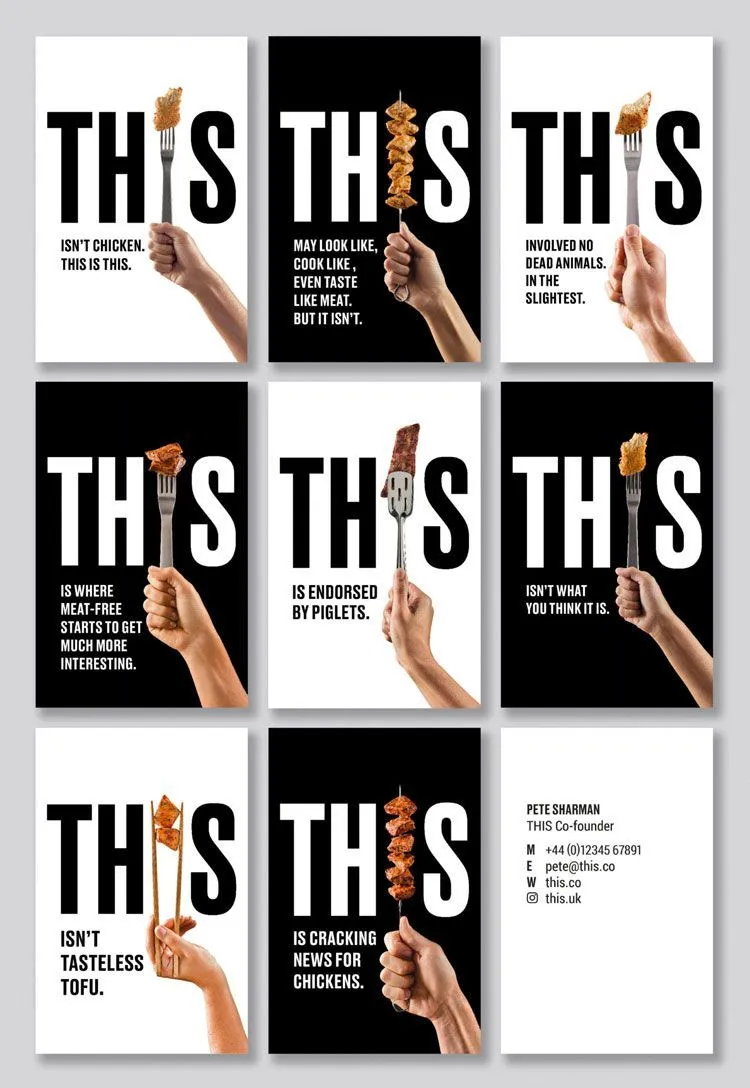 THIS
ISN'T CHICKEN.
THIS IS THIS.
THIS
MAY LOOK LIKE,
COOK LIKE ,
EVEN TASTE
LIKE MEAT.
BUT IT ISN'T.
THIS
INVOLVED NO
DEAD ANIMALS.
IN THE
SLIGHTEST.
THIS
IS WHERE
MEAT-FREE
STARTS TO GET
MUCH MORE
INTERESTING.
THIS
IS ENDORSED
BY PIGLETS.
THIS
ISN'T WHAT
YOU THINK IT IS.
THIS
ISN'T
TASTELESS
TOFU.
THIS
IS CRACKING
NEWS FOR
CHICKENS.
PETE SHARMAN
THIS Co-founder
M +44 (0)12345 67891
E pete@this.co
W this.co
this.uk